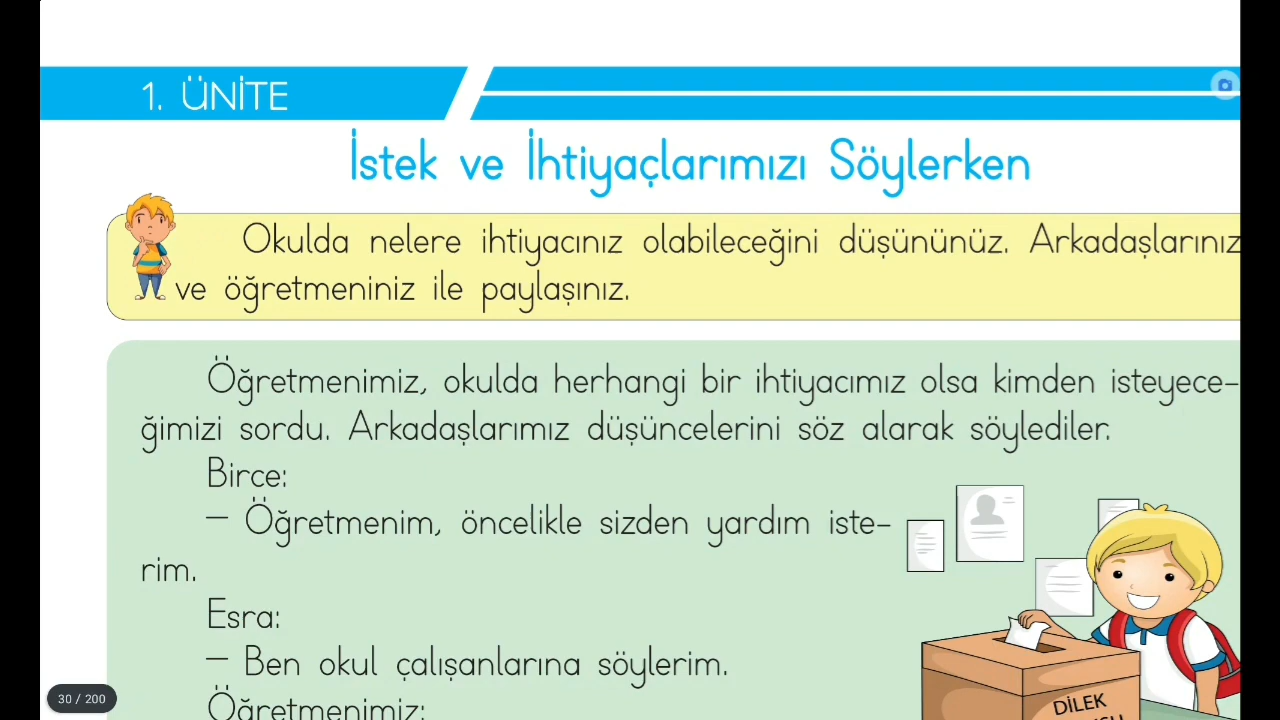 1. ÜNİTE
İstek ve İhtiyaçlarımızı Söylerken
Okulda nelere ihtiyacınız olabileceğini düşününüz. Arkadaşlarınız
ve öğretmeniniz ile paylaşınız.
Öğretmenimiz, okulda herhangi bir ihtiyacımız olsa kimden isteyece-
ğimizi sordu. Arkadaşlarımız düşüncelerini söz alarak söylediler.
Birce:
– Öğretmenim, öncelikle sizden yardım iste-
rim.
Esra:
– Ben okul çalışanlarına söylerim.
Öğretmenimiz:
DİLEK
30 / 200